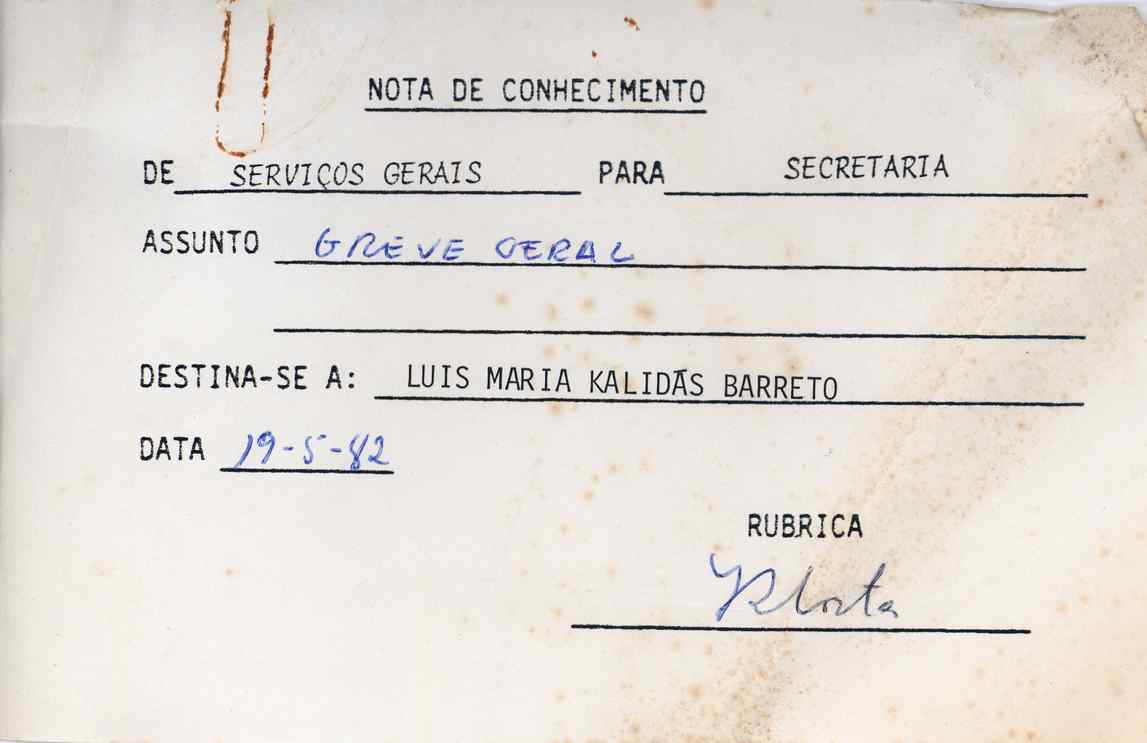 NOTA DE CONHECIMENTO
DE SERVIÇOS GERAIS PARA SECRETARIA
ASSUNTO GREVE GERAL
DESTINA-SE A: LUIS MARIA KALIDÁS BARRETO
DATA 19-5-82
RUBRICA